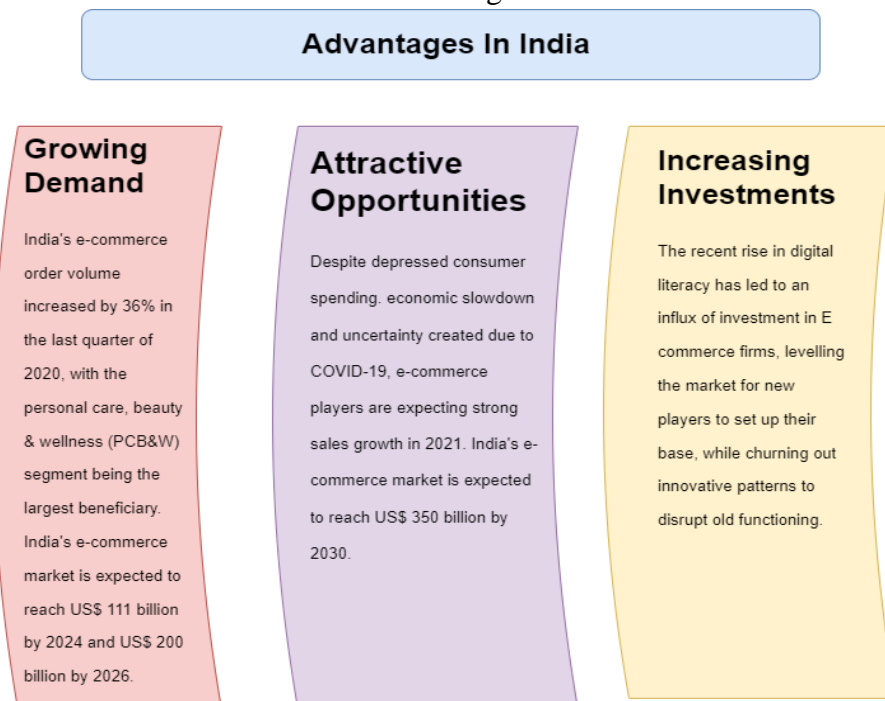 Advantages In India
Growing
Demand
India's e-commerce
order volume
increased by 36% in
the last quarter of
2020, with the
personal care, beauty
& wellness (PCB&W)
segment being the
largest beneficiary.
India's e-commerce
market is expected to
reach US$ 111 billion
by 2024 and US$ 200
billion by 2026.
Attractive
Opportunities
Despite depressed consumer
spending. economic slowdown
and uncertainty created due to
COVID-19, e-commerce
players are expecting strong
sales growth in 2021. India's e-
commerce market is expected
to reach US$ 350 billion by
2030.
Increasing
Investments
The recent rise in digital
literacy has led to an
influx of investment in E
commerce firms, levelling
the market for new
players to set up their
base, while churning out
innovative patterns to
disrupt old functioning.